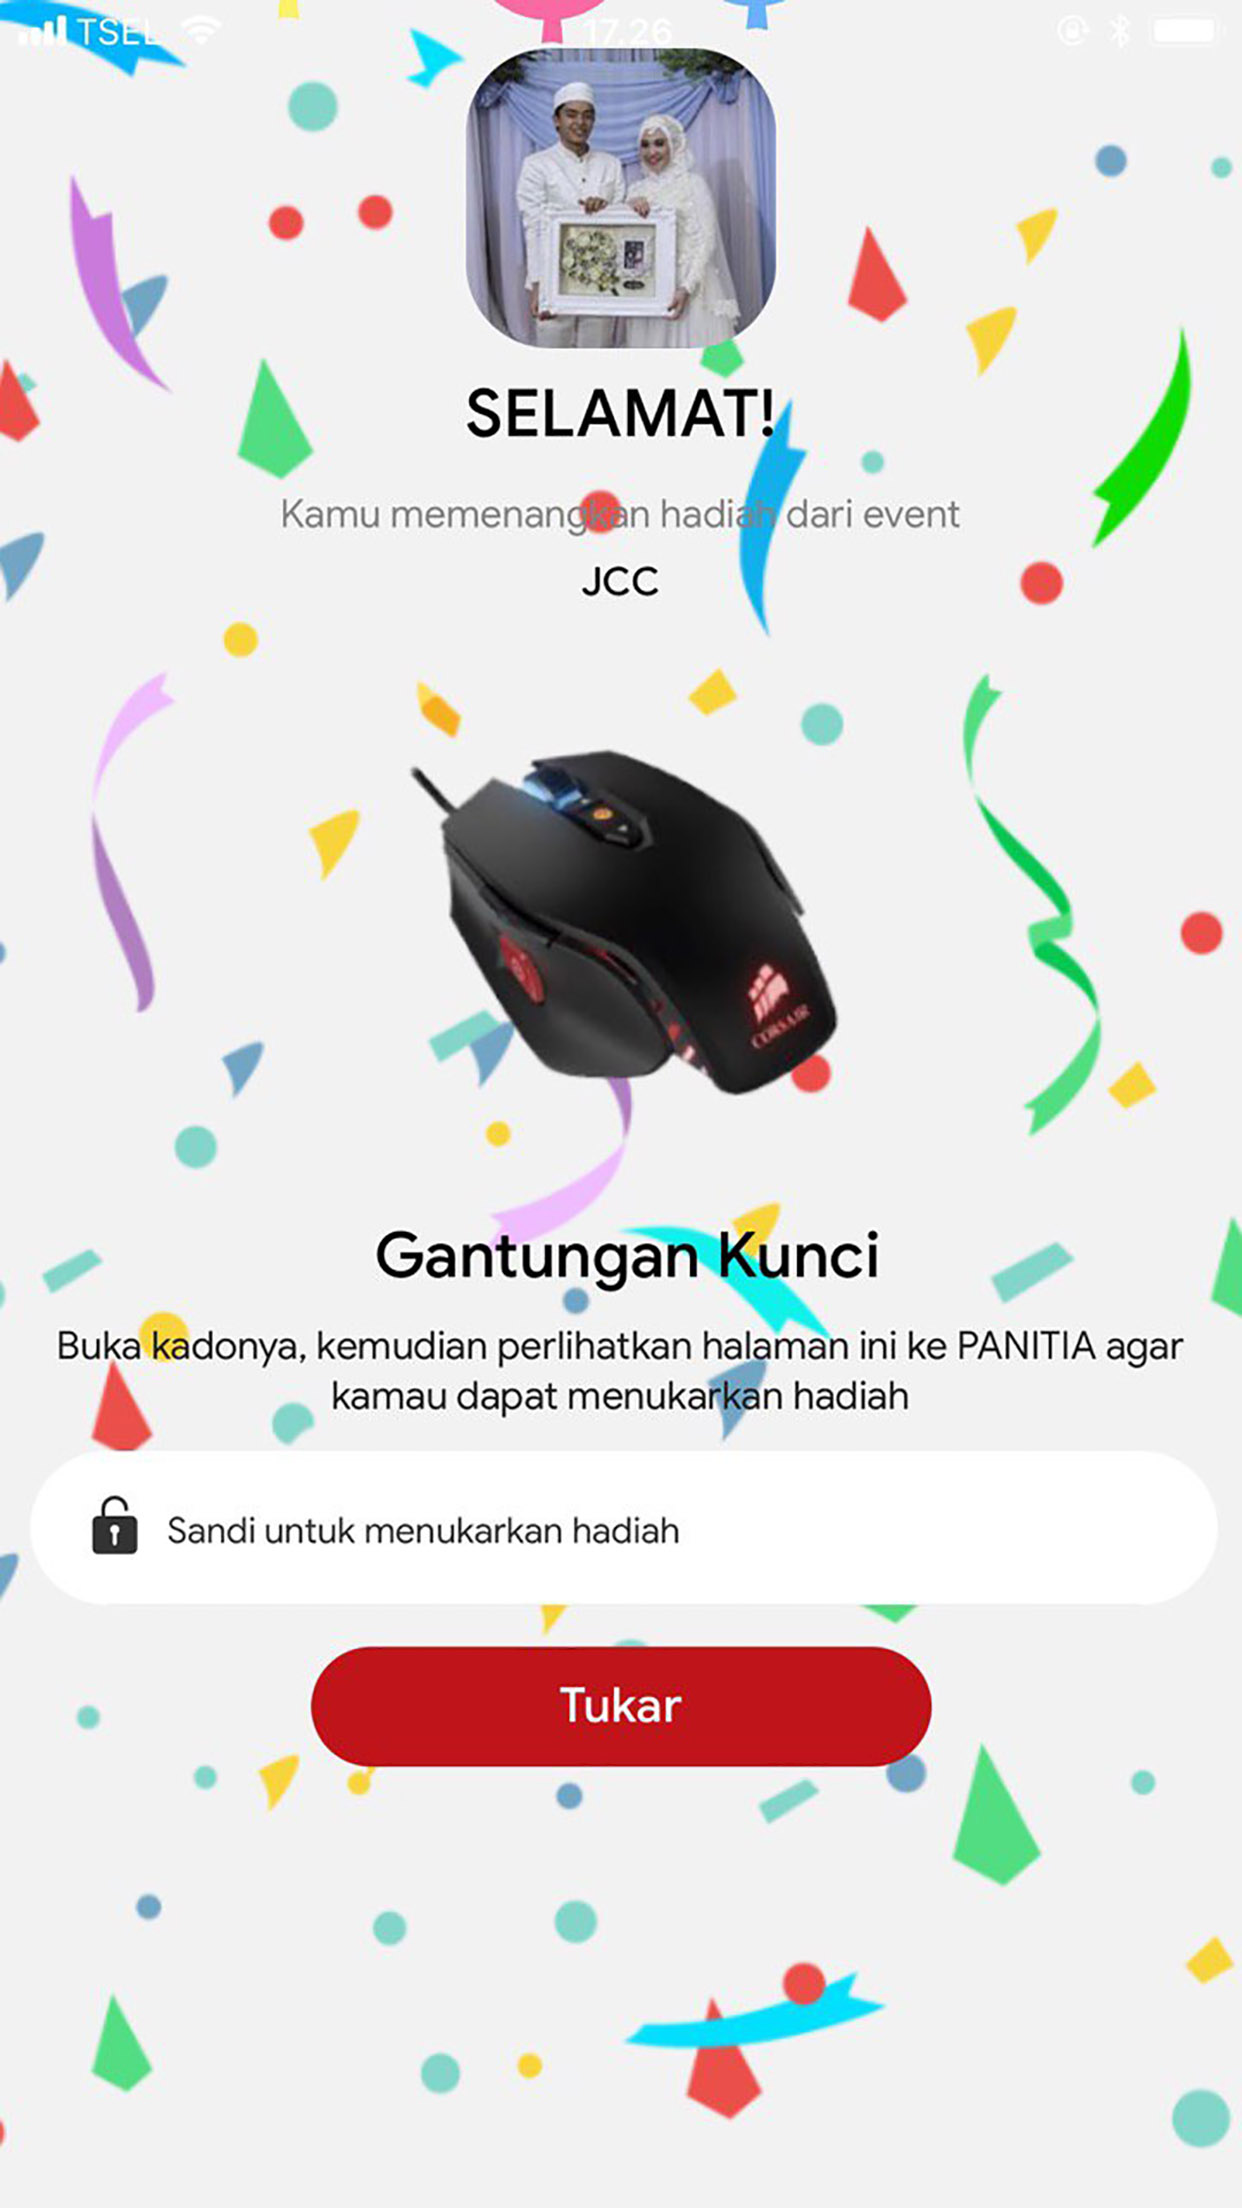 TSEL 17.26
SELAMAT!
Kamu memenangkan hadiah dari event
JCC
CORSAIR
Gantungan Kunci
Buka kadonya, kemudian perlihatkan halaman ini ke PANITIA agar
kamau dapat menukarkan hadiah
Sandi untuk menukarkan hadiah
Tukar